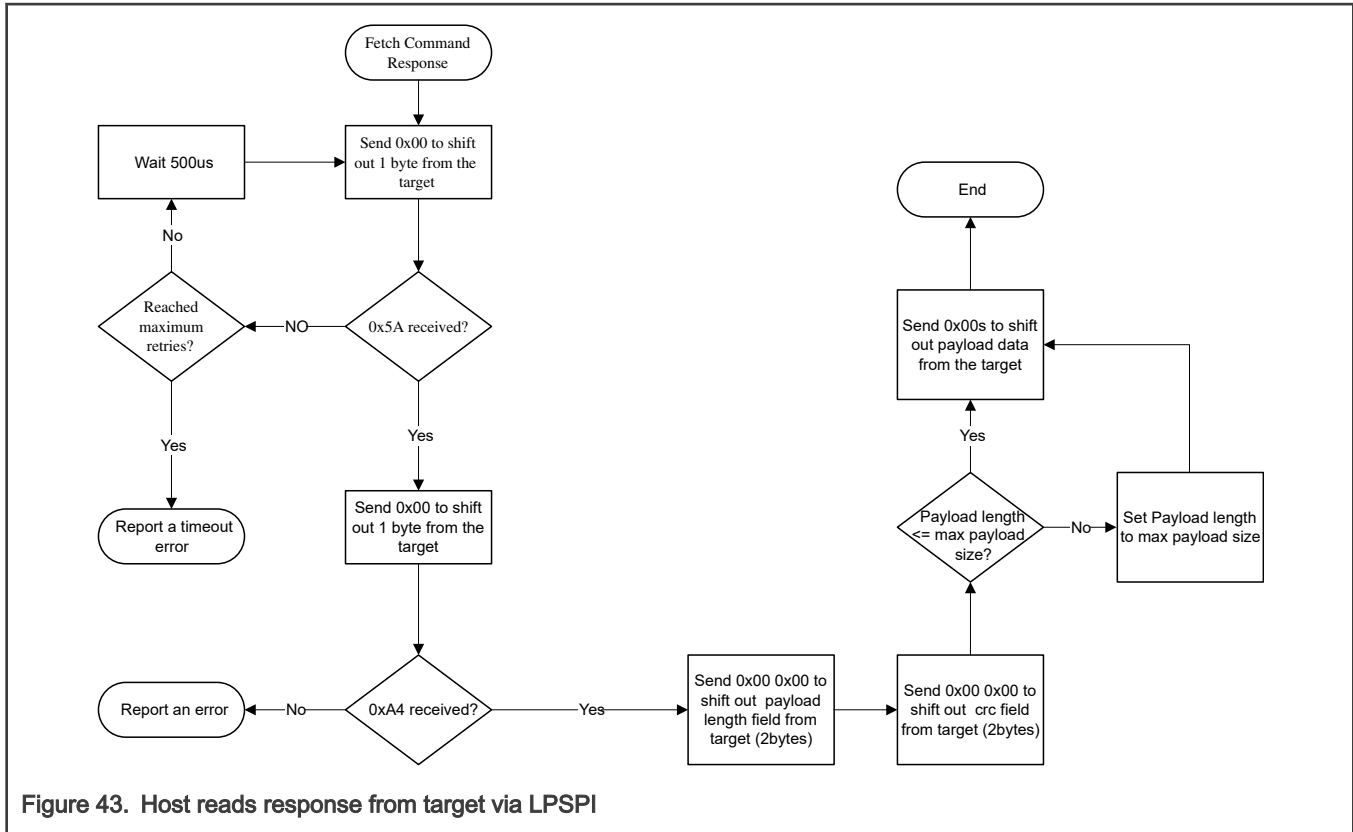 Fetch Command
Response
Wait 500us
Send 0x00 to shift
out 1 byte from the
target
No
Reached
maximum
retries?
NO
0x5A received?
Yes
Report a timeout
error
Yes
Send 0x00 to shift
out 1 byte from the
target
Report an error
No
0xA4 received?
Yes
Send 0x00 0x00 to
shift out payload
length field from
target (2bytes)
Send 0x00 0x00 to
shift out crc field
from target (2bytes)
Payload length
<= max payload
size?
No
Set Payload length
to max payload size
Yes
Send 0x00s to shift
out payload data
from the target
End
Figure 43. Host reads response from target via LPSPI